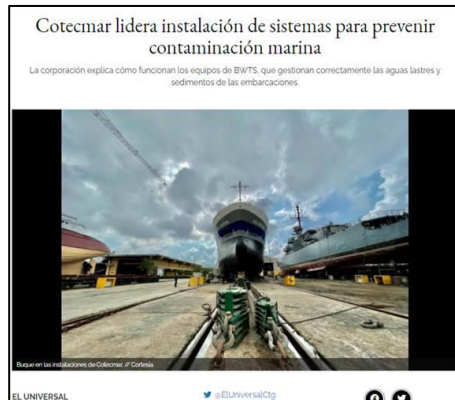 Cotecmar lidera instalación de sistemas para prevenir
contaminación marina
La corporación explica cómo funcionan los equipos de BWTS, que gestionan correctamente las aguas lastres y
sedimentos de las embarcaciones.
Buque en las instalaciones de Cotecmar // Cortesía
EL UNIVERSAL
@ElUniversalCtg